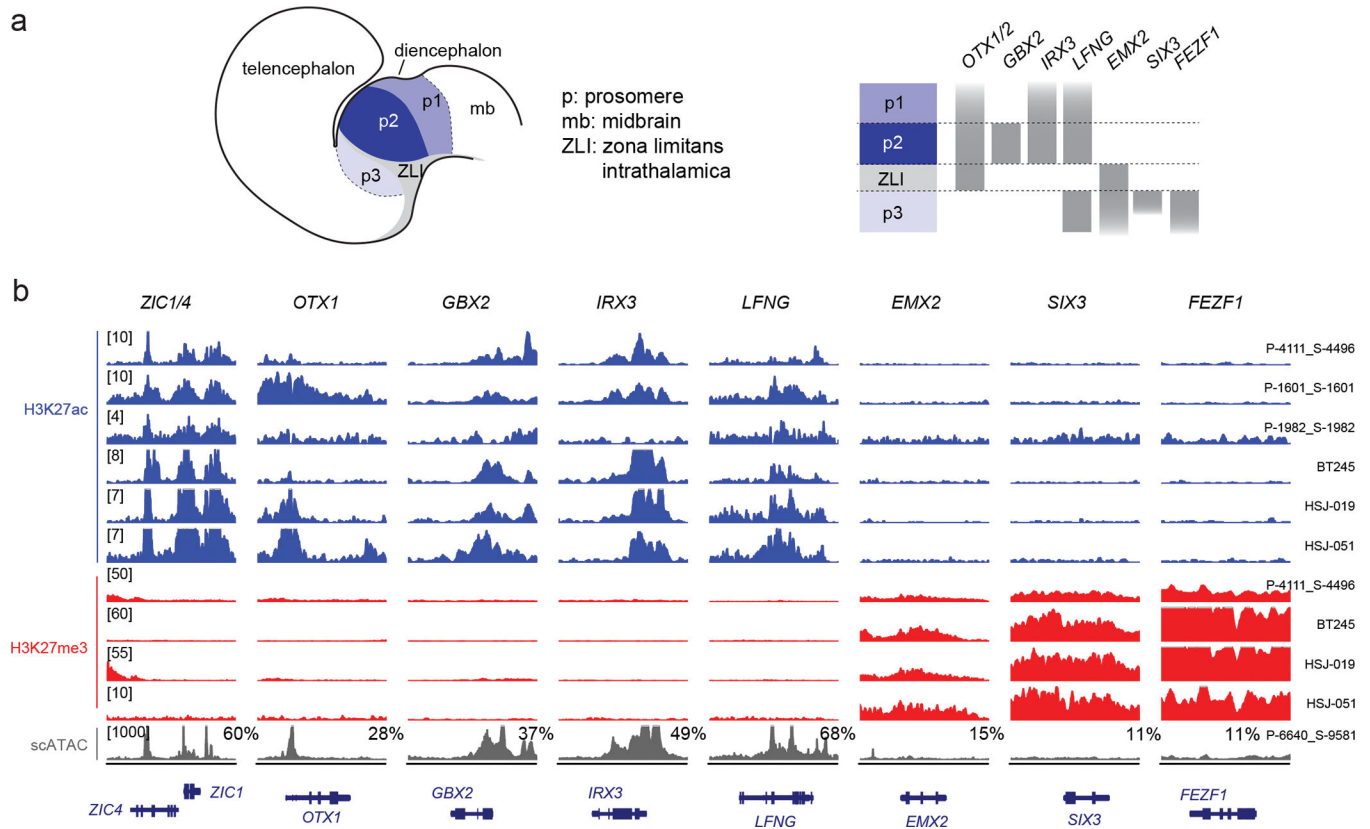 a
telencephalon
diencephalon
p1
p2
mb
p3
ZLI
p: prosomere
mb: midbrain
ZLI: zona limitans
intrathalamica
OTX1/2 GBX2 IRX3 LFNG EMX2 SIX3 FEZF1
p1
p2
ZLI
p3
b
ZIC1/4 OTX1 GBX2 IRX3 LFNG EMX2 SIX3 FEZF1
H3K27ac
[10] P-4111_S-4496
[10] P-1601_S-1601
[4] P-1982_S-1982
[8] BT245
[7] HSJ-019
[7] HSJ-051
H3K27me3
[50] P-4111_S-4496
[60] BT245
[55] HSJ-019
[10] HSJ-051
scATAC [1000] 60% 28% 37% 49% 68% 15% 11% 11% P-6640_S-9581
ZIC4 ZIC1 OTX1 GBX2 IRX3 LFNG EMX2 SIX3 FEZF1